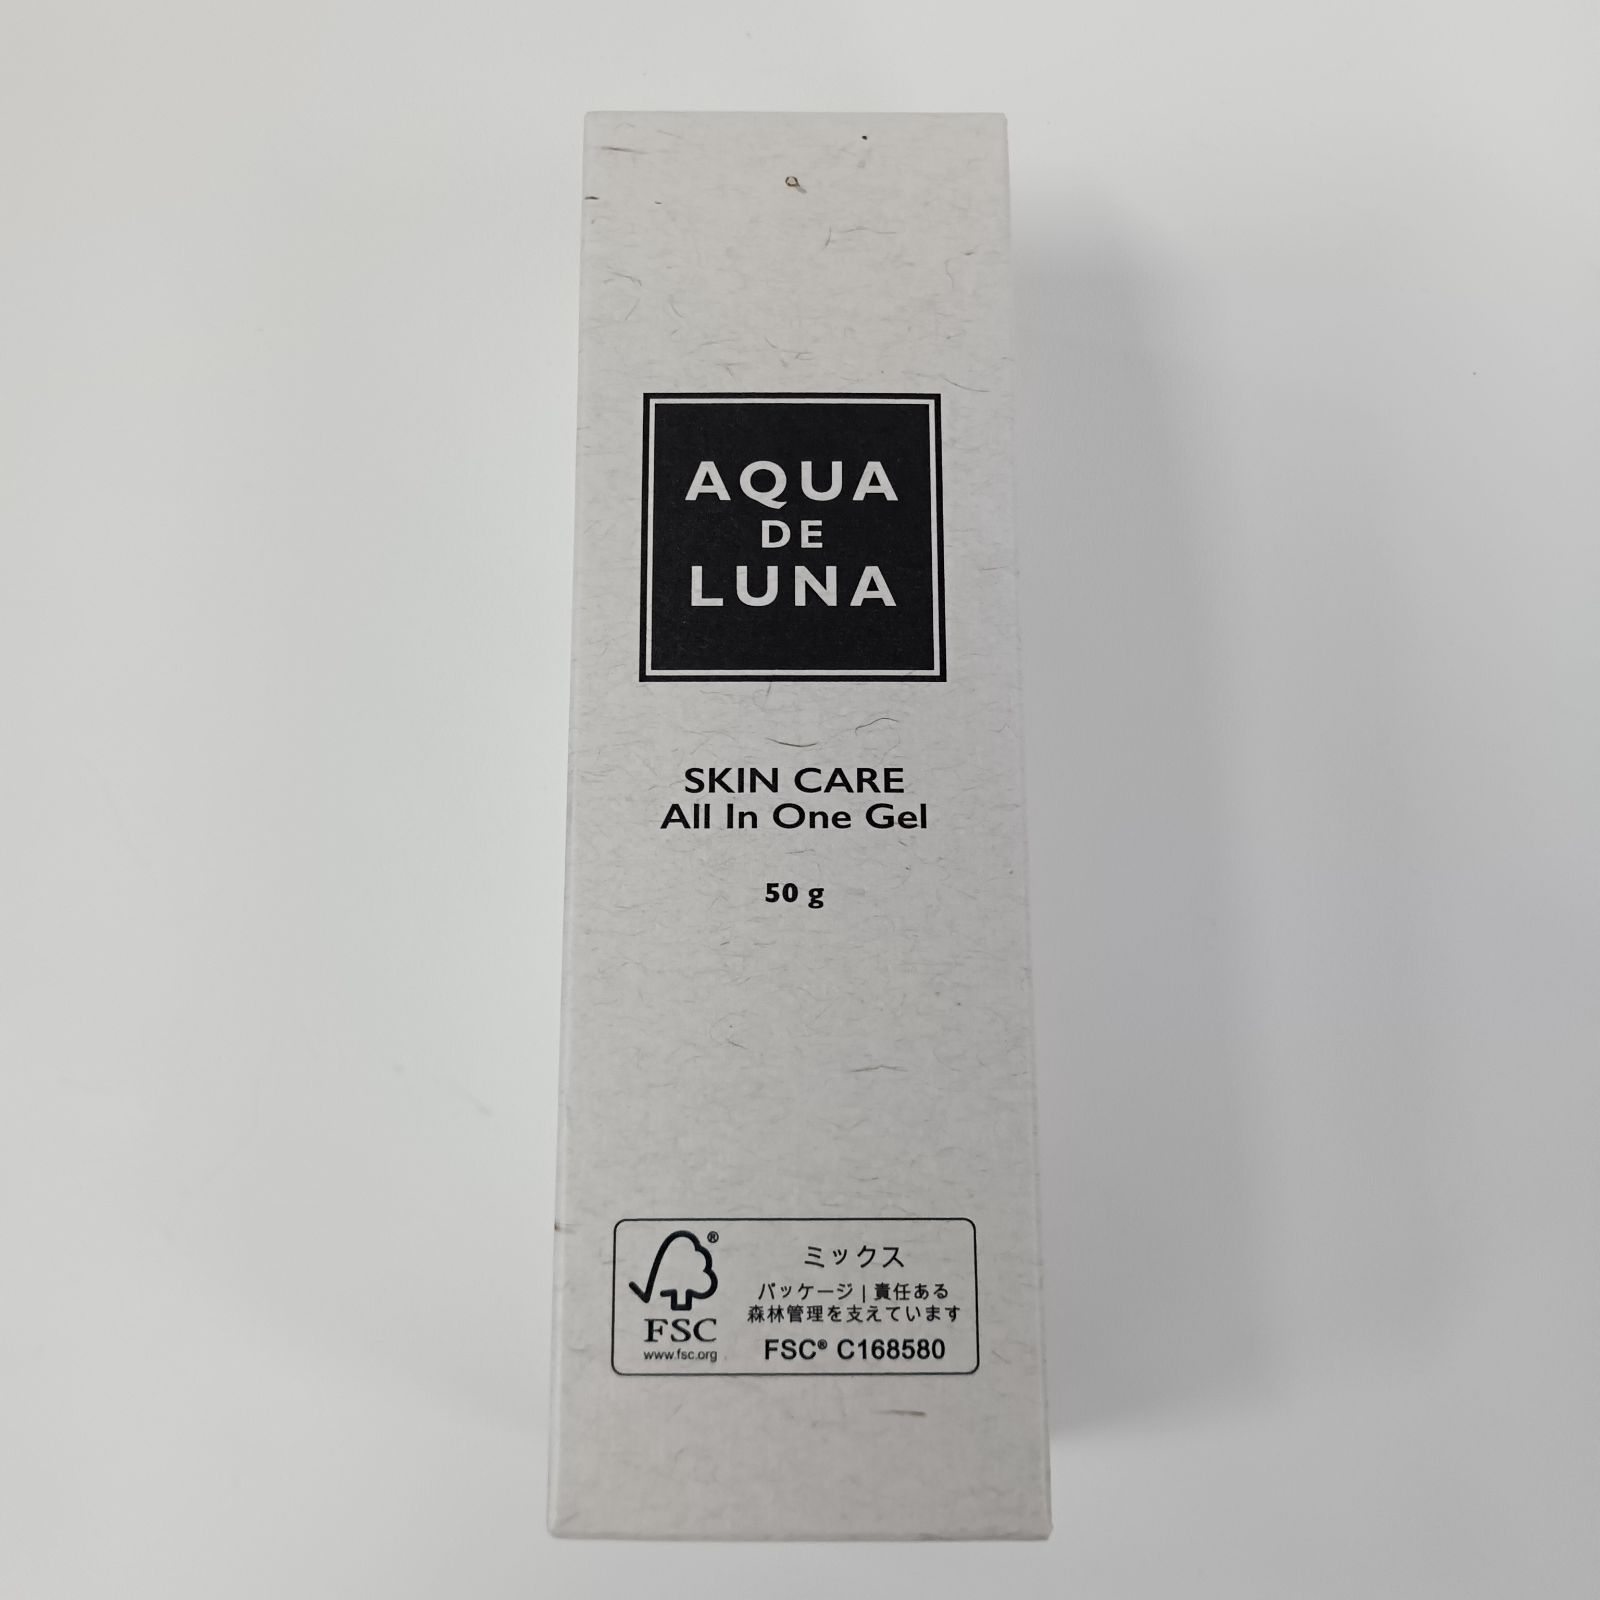 AQUA
DE
LUNA
SKIN CARE
All In One Gel
50 g
®
FSC
www.fsc.org
ミックス
パッケージ | 責任ある
森林管理を支えています
FSC® C168580